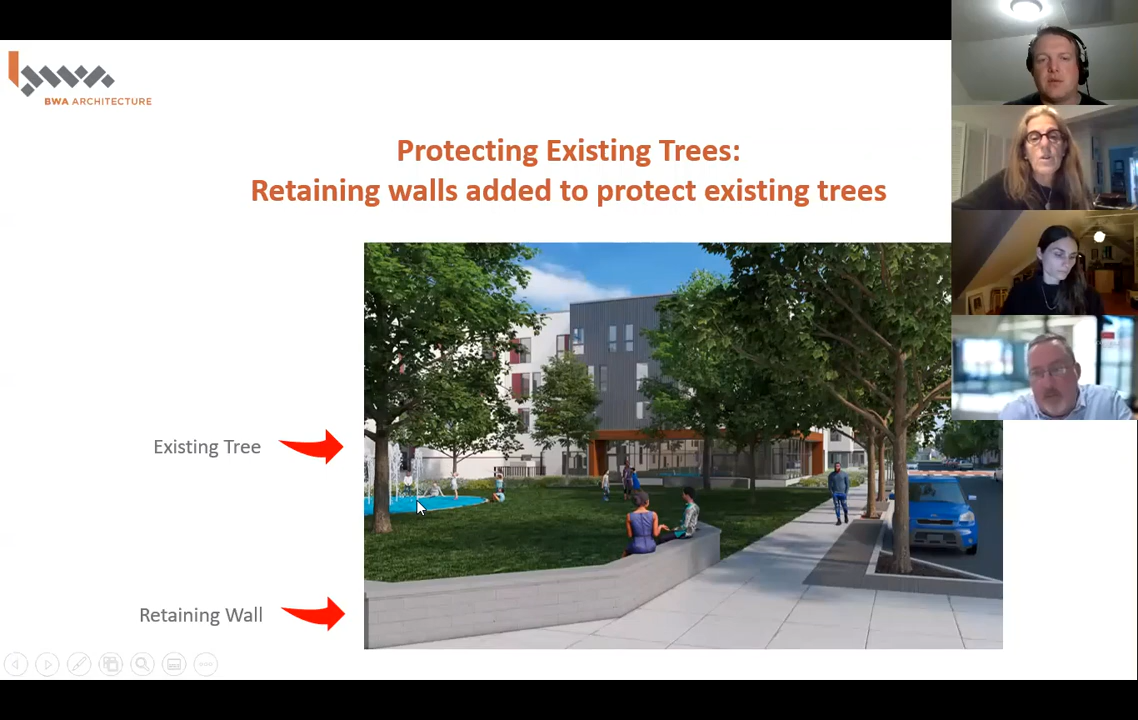 BWA ARCHITECTURE
Protecting Existing Trees:
Retaining walls added to protect existing trees
Existing Tree
Retaining Wall